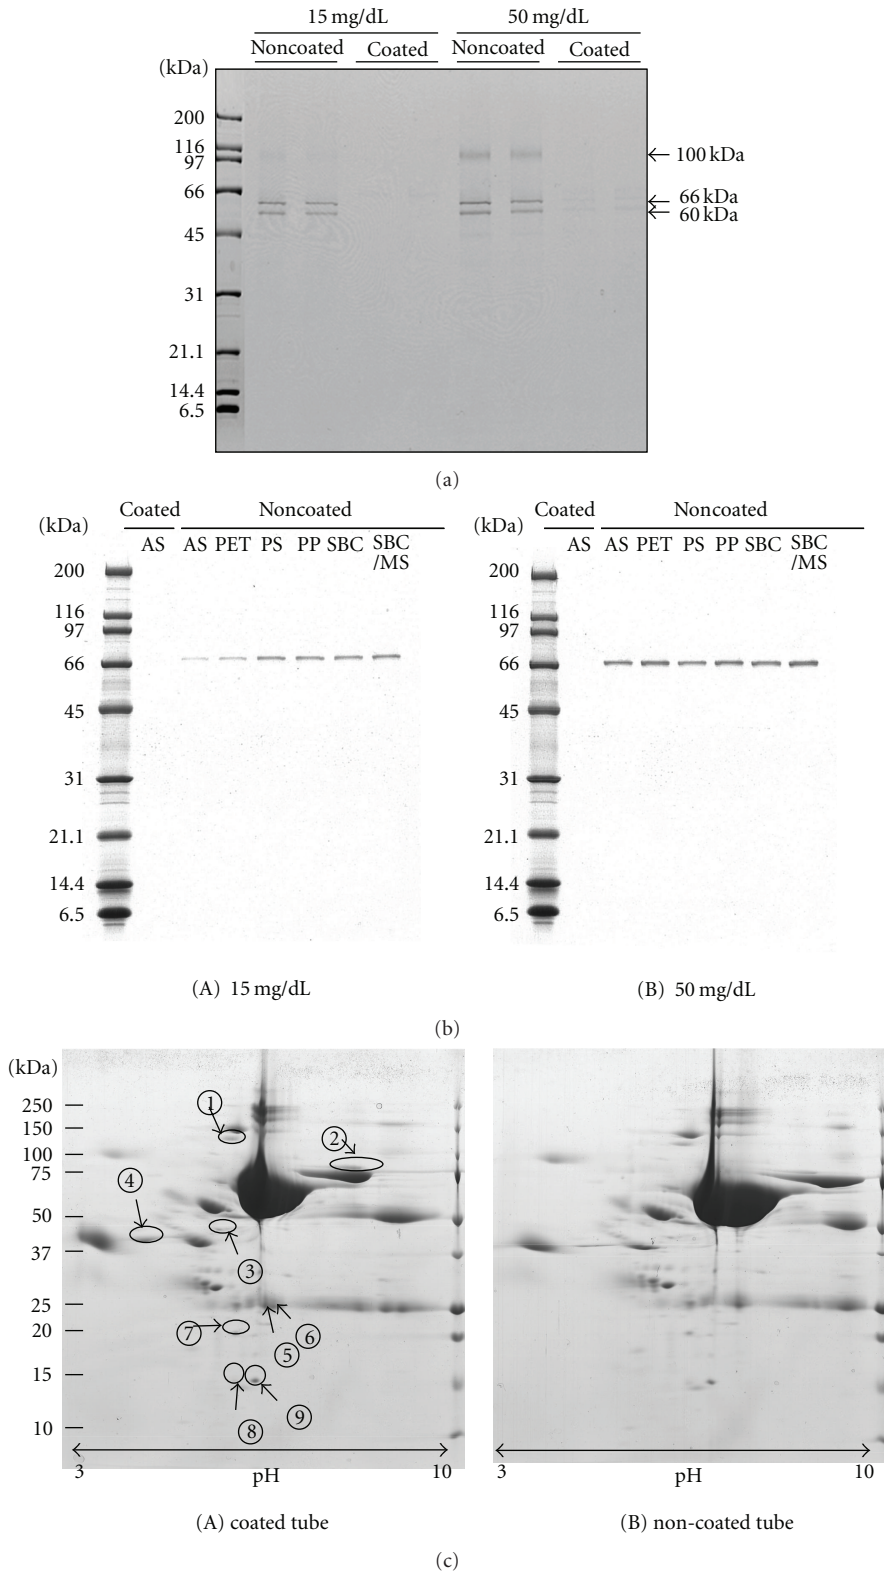 15 mg/dL 50 mg/dL
Noncoated Coated Noncoated Coated
(kDa)
200
116
97
66
45
31
21.1
14.4
6.5
100 kDa
66 kDa
60 kDa
(a)
Coated Noncoated
(kDa)
AS AS PET PS PP SBC SBC
/MS
200
116
97
66
45
31
21.1
14.4
6.5
(A) 15 mg/dL
Coated Noncoated
(kDa)
AS AS PET PS PP SBC SBC
/MS
200
116
97
66
45
31
21.1
14.4
6.5
(B) 50 mg/dL
(b)
(kDa)
250
150
100
75
50
37
25
20
15
10
1
2
4
3
7
6
5
9
8
3 pH 10
(A) coated tube
3 pH 10
(B) non-coated tube
(c)